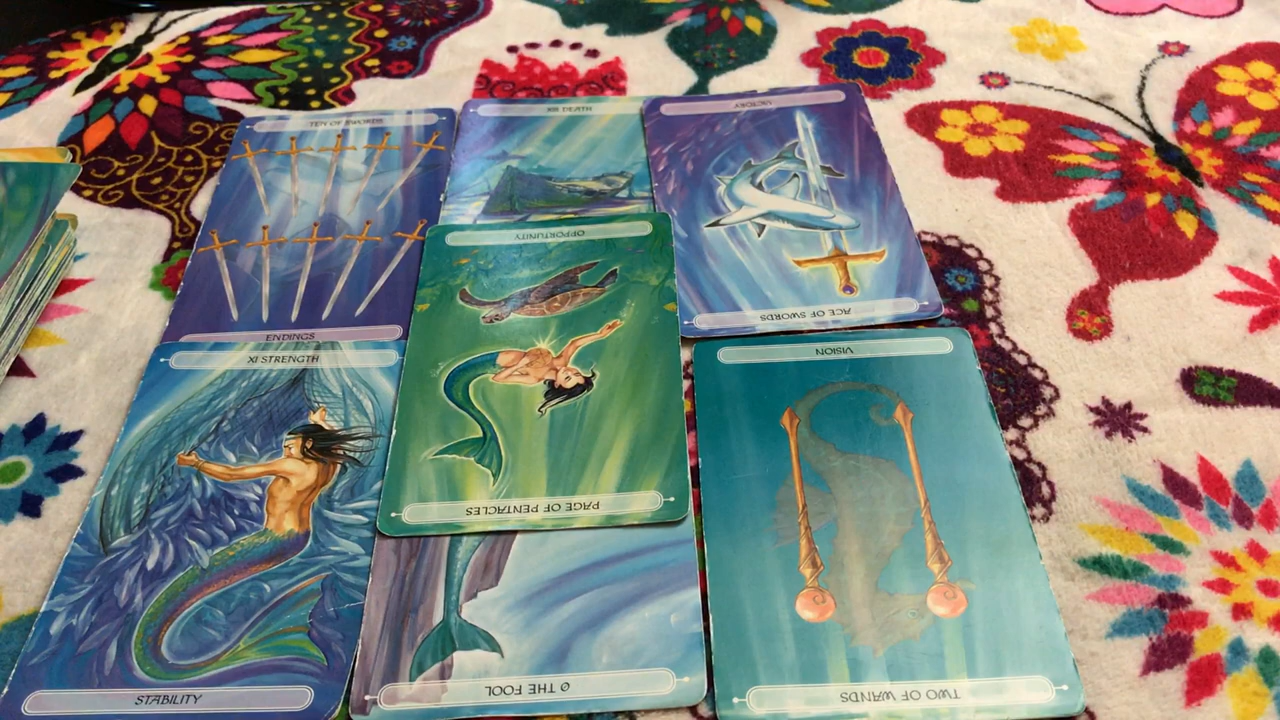 TEN OF SWORDS
ENDINGS
XIII DEATH
VICTORY
ACE OF SWORDS
OPPORTUNITY
PAGE OF PENTACLES
XI STRENGTH
STABILITY
0 THE FOOL
VISION
TWO OF WANDS